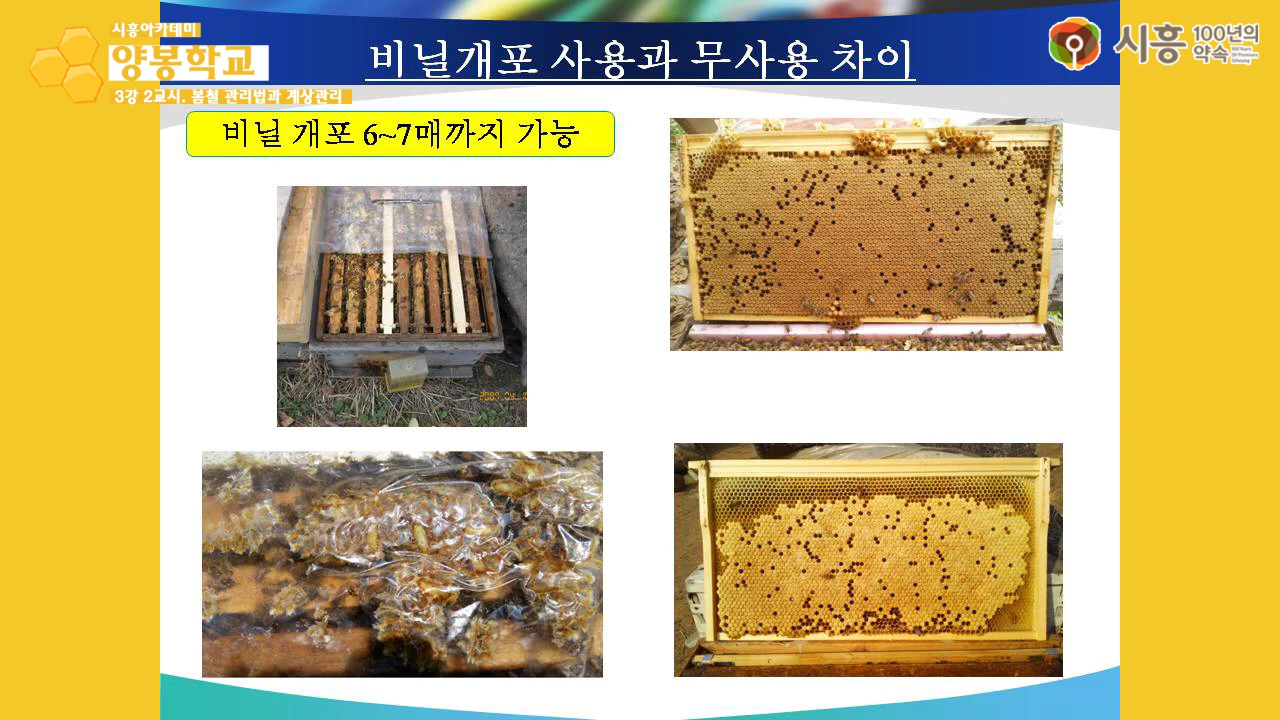 시흥아카데미
양봉학교
3강 2교시. 봄철 관리법과 계상관리
비닐개포 사용과 무사용 차이
시흥 100년의
약속
비닐 개포 6~7매까지 가능